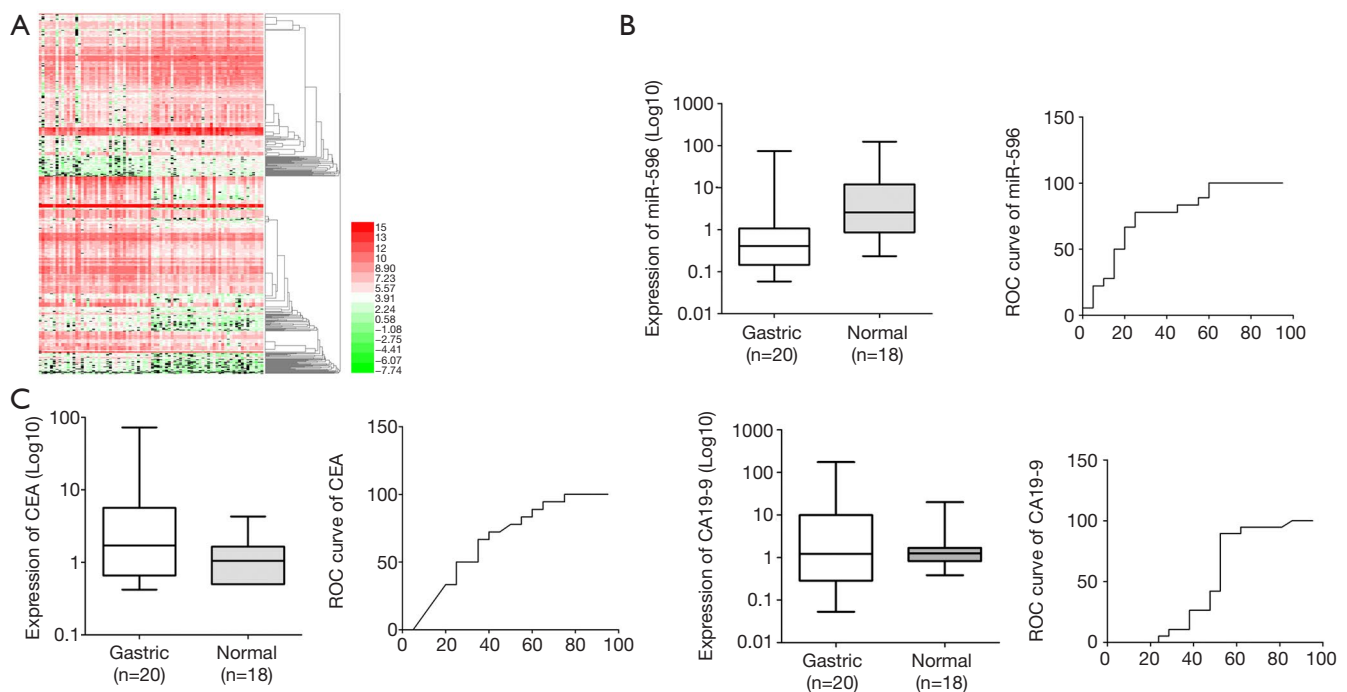 A
15
13
12
10
8.90
7.23
5.57
3.91
2.24
0.58
−1.08
−2.75
−4.41
−6.07
−7.74
B
Expression of miR-596 (Log10)
1000
100
10
1
0.1
0.01
Gastric
(n=20)
Normal
(n=18)
ROC curve of miR-596
150
100
50
0
0 20 40 60 80 100
C
Expression of CEA (Log10)
100
10
1
0.1
Gastric
(n=20)
Normal
(n=18)
ROC curve of CEA
150
100
50
0
0 20 40 60 80 100
Expression of CA19-9 (Log10)
1000
100
10
1
0.1
0.01
Gastric
(n=20)
Normal
(n=18)
ROC curve of CA19-9
150
100
50
0
0 20 40 60 80 100